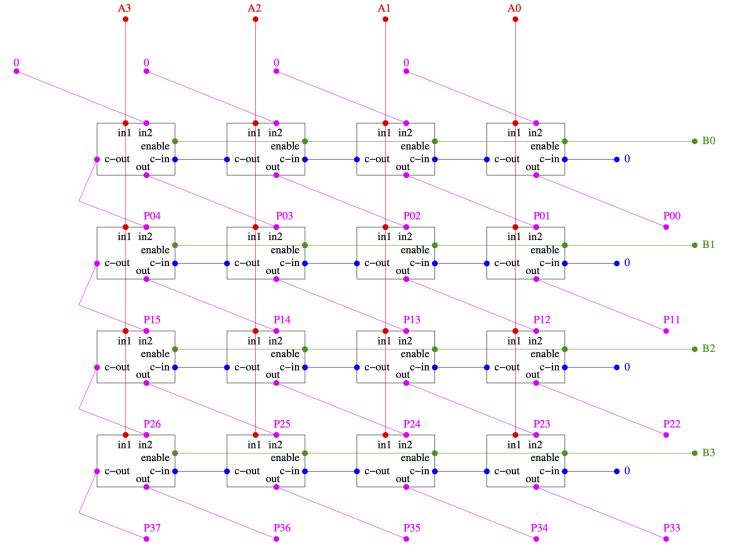 A3 A2 A1 A0
0 0 0 0
in1 in2 in1 in2 in1 in2 in1 in2
B0
enable enable enable enable
c−out c−in c−out c−in c−out c−in c−out c−in 0
out out out out
P04 P03 P02 P01 P00
in1 in2 in1 in2 in1 in2 in1 in2
B1
enable enable enable enable
c−out c−in c−out c−in c−out c−in c−out c−in 0
out out out out
P15 P14 P13 P12 P11
in1 in2 in1 in2 in1 in2 in1 in2
B2
enable enable enable enable
c−out c−in c−out c−in c−out c−in c−out c−in 0
out out out out
P26 P25 P24 P23 P22
in1 in2 in1 in2 in1 in2 in1 in2
B3
enable enable enable enable
c−out c−in c−out c−in c−out c−in c−out c−in 0
out out out out
P37 P36 P35 P34 P33